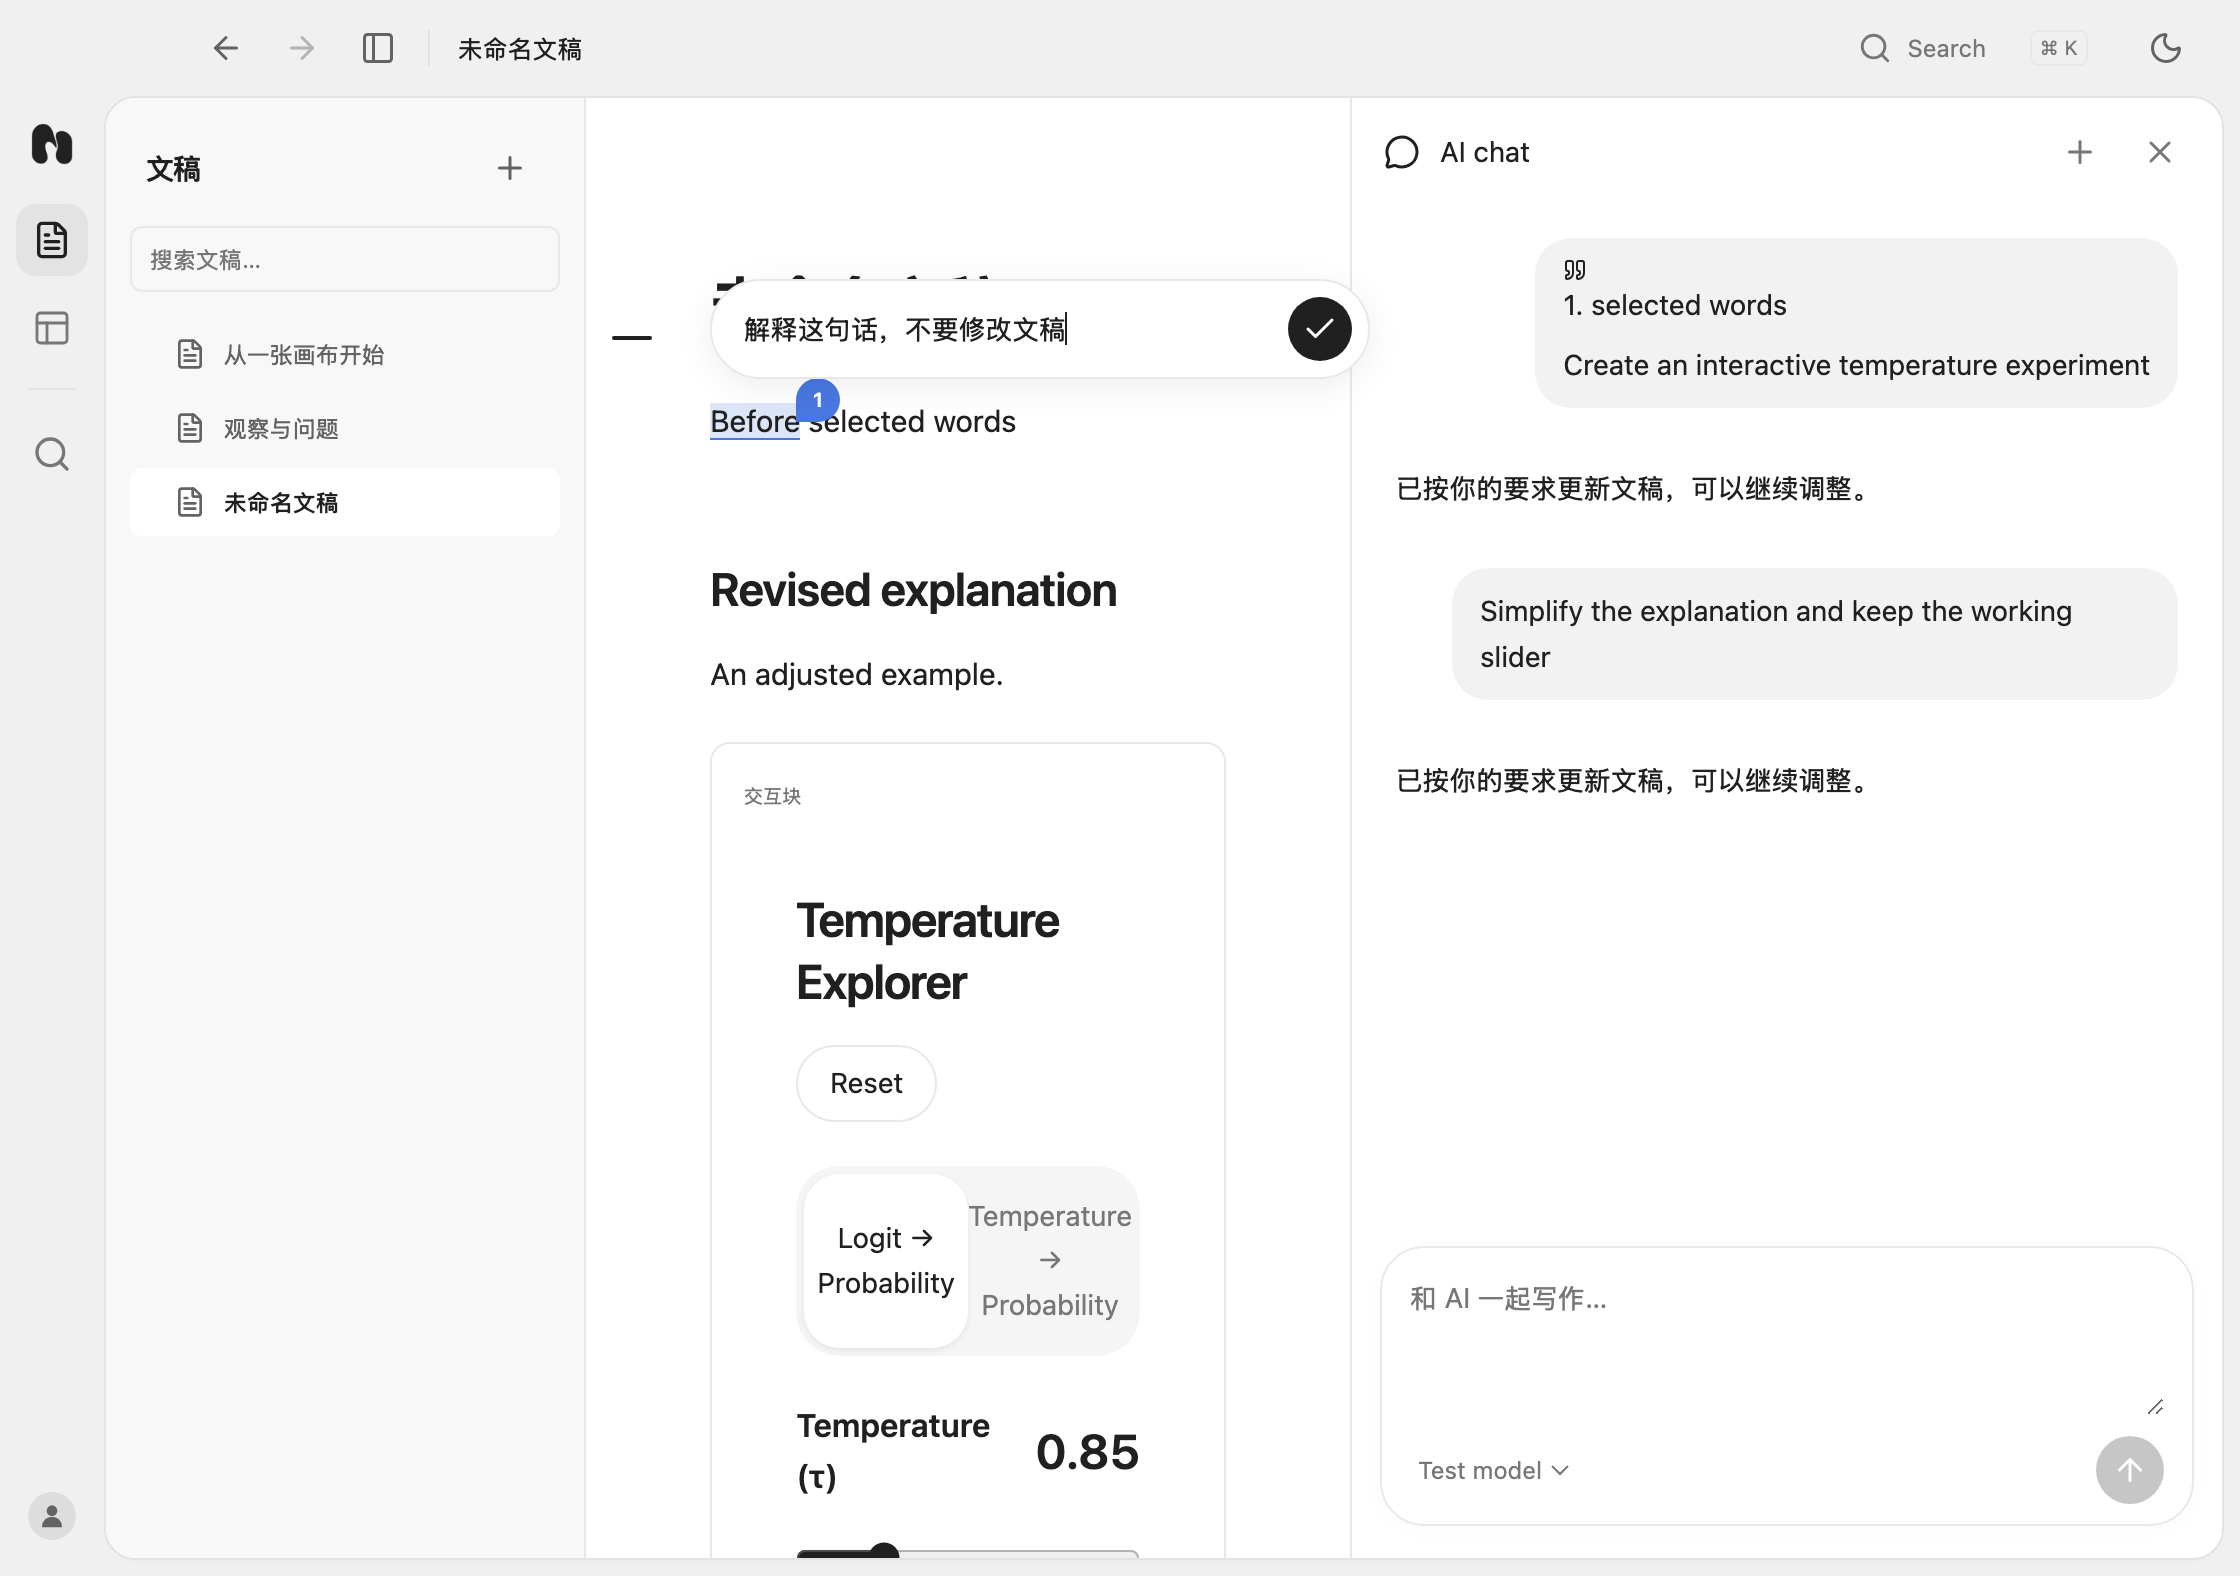 未命名文稿
Search
⌘ K
文稿
搜索文稿...
从一张画布开始
观察与问题
未命名文稿
解释这句话，不要修改文稿
1
Before selected words
Revised explanation
An adjusted example.
交互块
Temperature
Explorer
Reset
Logit →
Probability
Temperature
→
Probability
Temperature
(τ)
0.85
AI chat
1. selected words
Create an interactive temperature experiment
已按你的要求更新文稿，可以继续调整。
Simplify the explanation and keep the working
slider
已按你的要求更新文稿，可以继续调整。
和 AI 一起写作...
Test model